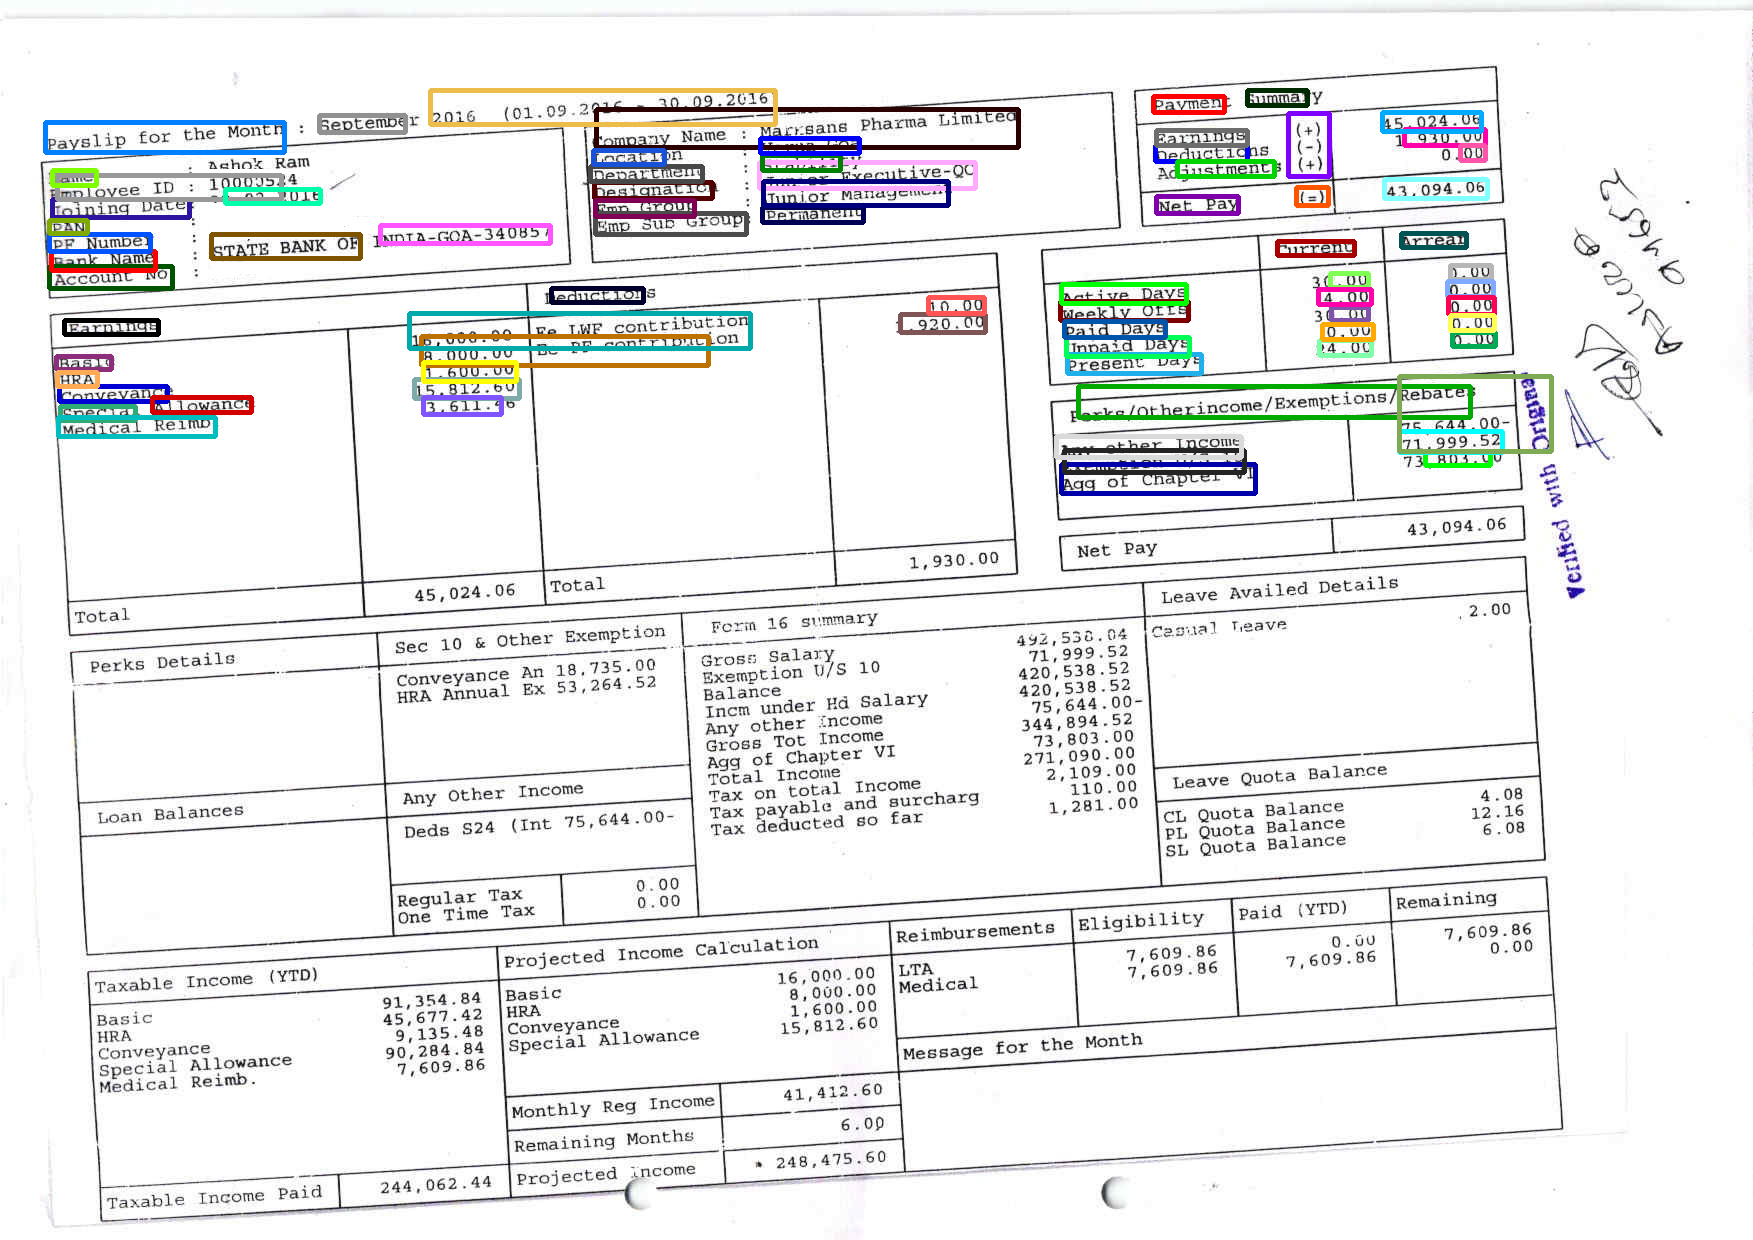 Payslip for the Month : September 2016 (01.09.2016 - 30.09.2016
: Ashok Ram
Employee ID : 10000534
Joining Date 2016
PAN :
PF Number
Bank Name STATE BANK OF INDIA-GOA-340857
Account No :
Company Name : Marksans Pharma Limited
Location
Department
Designation Junior Executive-QC
Emp Group Junior Management
Emp Sub Group: Permanent
Payment Summary
Earnings (+) 45,024.06
Deductions (-) 1,930.00
Adjustments (+) 0.00
Net Pay (=) 43,094.06
Earnings Deductions
Basic 16,000.00 Ee LWF contribution 10.00
HRA 8,000.00 Ee PF contribution 1,920.00
Conveyance 1,600.00
Special Allowance 15,812.60
Medical Reimb 3,611.46
Total 45,024.06 Total 1,930.00
Current Arrear
Active Days 30.00 0.00
Weekly Offs 4.00 0.00
Paid Days 30.00 0.00
Unpaid Days 0.00 0.00
Present Days 24.00 0.00
Perks/Otherincome/Exemptions/Rebates
Any other Income 75,644.00-
Exemption U/S 10 71,999.52
Agg of Chapter VI 73,803.00
Net Pay 43,094.06
Verified with Original
Perks Details
Sec 10 & Other Exemption
Conveyance An 18,735.00
HRA Annual Ex 53,264.52
Form 16 summary
Gross Salary 492,538.04
Exemption U/S 10 71,999.52
Balance 420,538.52
Incm under Hd Salary 420,538.52
Any other Income 75,644.00-
Gross Tot Income 344,894.52
Agg of Chapter VI 73,803.00
Total Income 271,090.00
Tax on total Income 2,109.00
Tax payable and surcharg 110.00
Tax deducted so far 1,281.00
Leave Availed Details
Casual Leave 2.00
Loan Balances
Any Other Income
Deds S24 (Int 75,644.00-
Regular Tax 0.00
One Time Tax 0.00
Leave Quota Balance
CL Quota Balance 4.08
PL Quota Balance 12.16
SL Quota Balance 6.08
Taxable Income (YTD)
Basic 91,354.84
HRA 45,677.42
Conveyance 9,135.48
Special Allowance 90,284.84
Medical Reimb. 7,609.86
Taxable Income Paid 244,062.44
Projected Income Calculation
Basic 16,000.00
HRA 8,000.00
Conveyance 1,600.00
Special Allowance 15,812.60
Monthly Reg Income 41,412.60
Remaining Months 6.00
Projected Income 248,475.60
Reimbursements Eligibility Paid (YTD) Remaining
LTA 7,609.86 0.00 7,609.86
Medical 7,609.86 7,609.86 0.00
Message for the Month